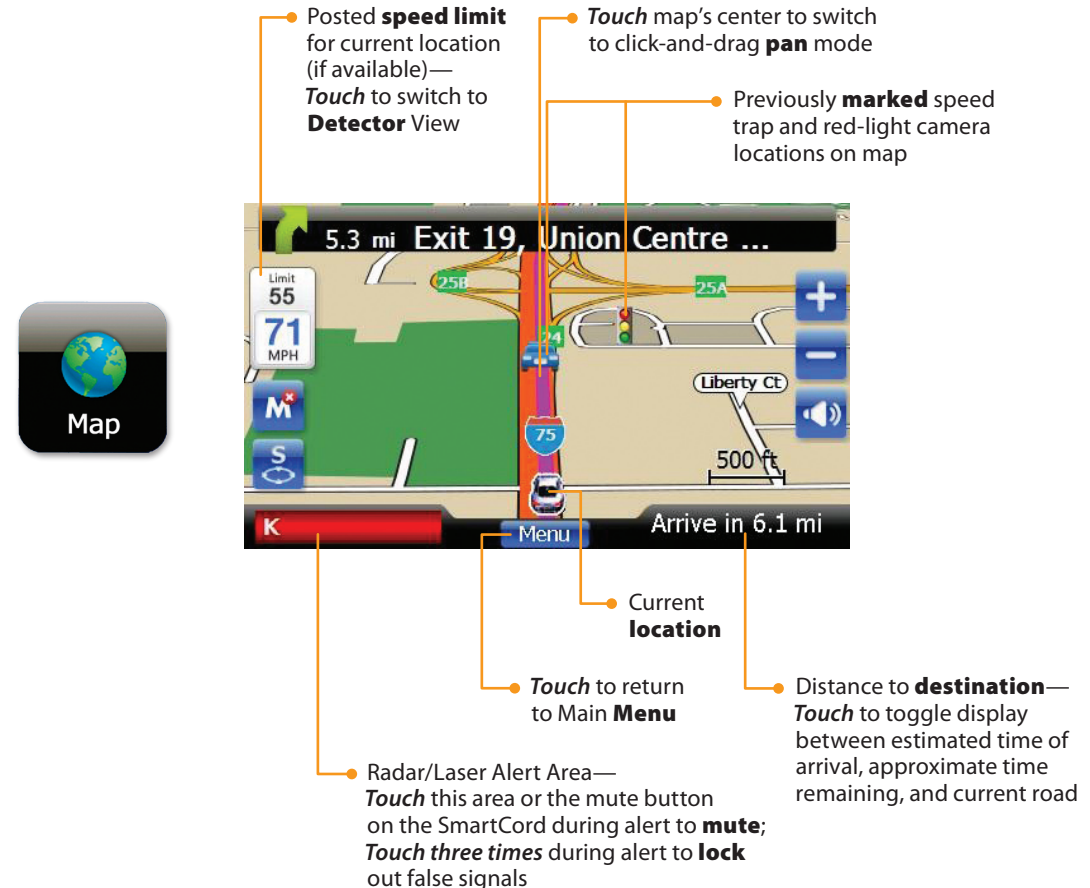 Posted speed limit
for current location
(if available)—
Touch to switch to
Detector View
Touch map's center to switch
to click-and-drag pan mode
Previously marked speed
trap and red-light camera
locations on map
5.3 mi Exit 19, Union Centre ...
Limit
55
71
MPH
25B
25A
24
+
−
M
S
Liberty Ct
75
500 ft
K
Menu
Arrive in 6.1 mi
Map
Current
location
Touch to return
to Main Menu
Distance to destination—
Touch to toggle display
between estimated time of
arrival, approximate time
remaining, and current road
Radar/Laser Alert Area—
Touch this area or the mute button
on the SmartCord during alert to mute;
Touch three times during alert to lock
out false signals